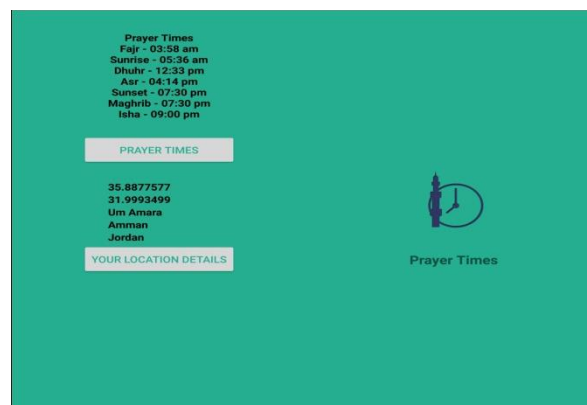 Prayer Times
Fajr - 03:58 am
Sunrise - 05:36 am
Dhuhr - 12:33 pm
Asr - 04:14 pm
Sunset - 07:30 pm
Maghrib - 07:30 pm
Isha - 09:00 pm
PRAYER TIMES
35.8877577
31.9993499
Um Amara
Amman
Jordan
YOUR LOCATION DETAILS
Prayer Times